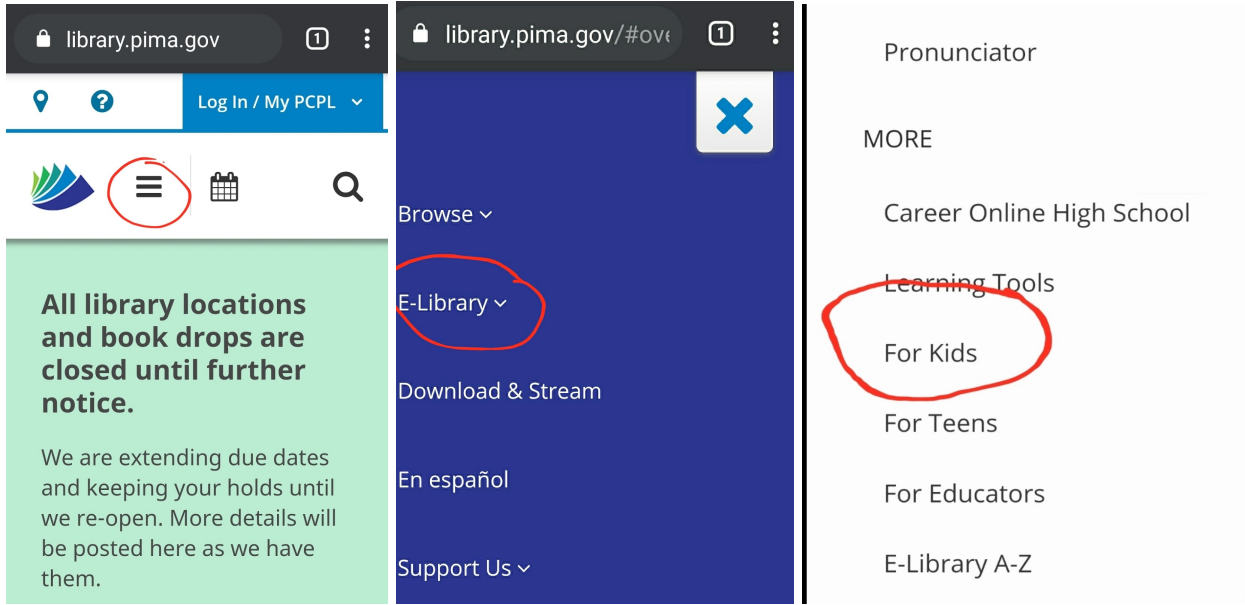 library.pima.gov
1
Log In / My PCPL
All library locations
and book drops are
closed until further
notice.
We are extending due dates
and keeping your holds until
we re-open. More details will
be posted here as we have
them.
library.pima.gov/#ove
1
Browse
E-Library
Download & Stream
En español
Support Us
Pronunciator
MORE
Career Online High School
Learning Tools
For Kids
For Teens
For Educators
E-Library A-Z